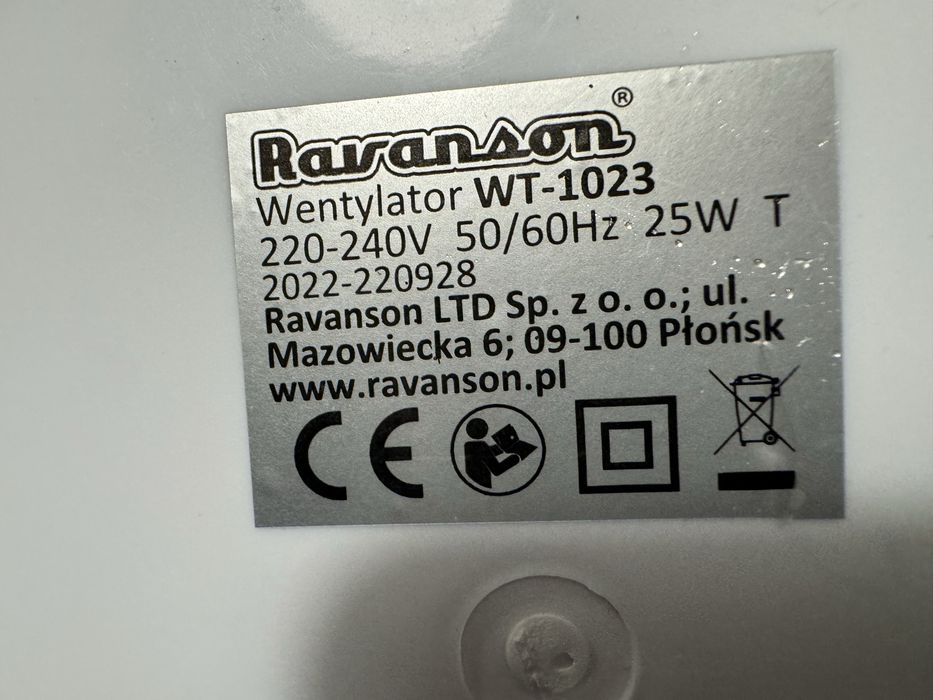 Ravanson®
Wentylator WT-1023
220-240V 50/60Hz 25W T
2022-220928
Ravanson LTD Sp. z o. o.; ul.
Mazowiecka 6; 09-100 Płońsk
www.ravanson.pl
CE